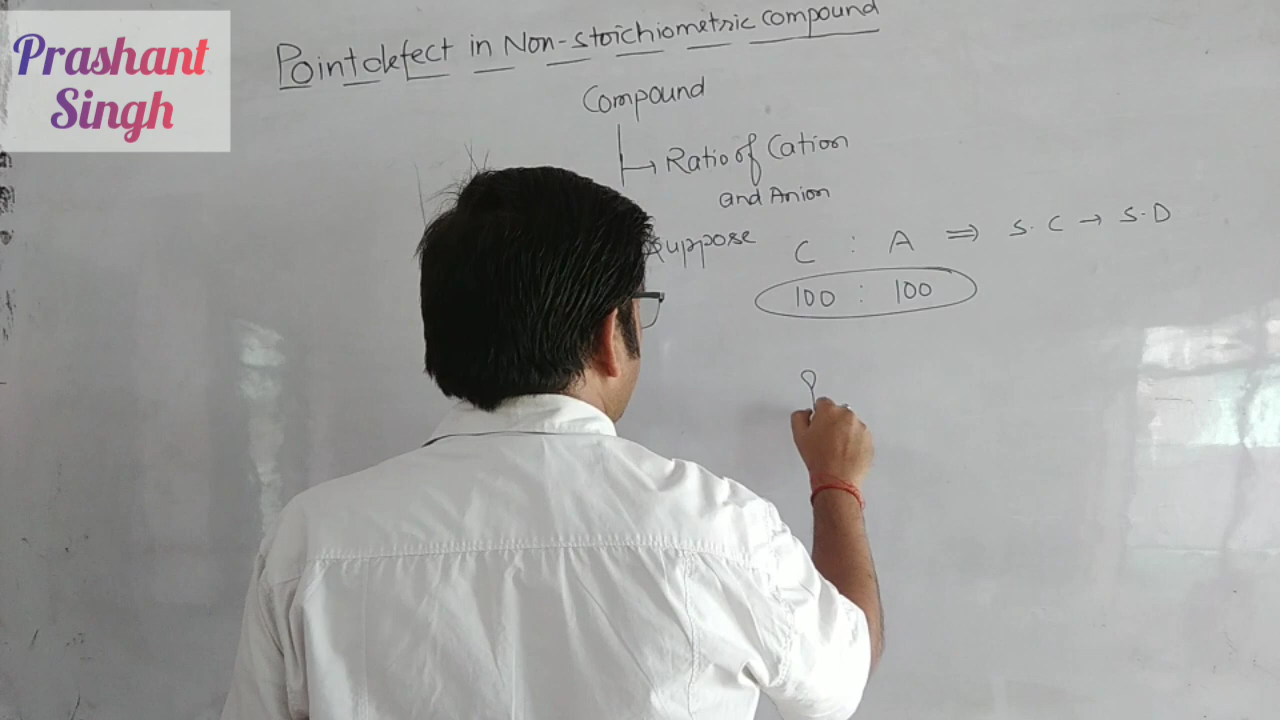 Prashant
Singh
Point defect in Non-stoichiometric compound
Compound
Ratio of Cation
and Anion
Suppose C : A ⇒ S.C → S.D
100 : 100